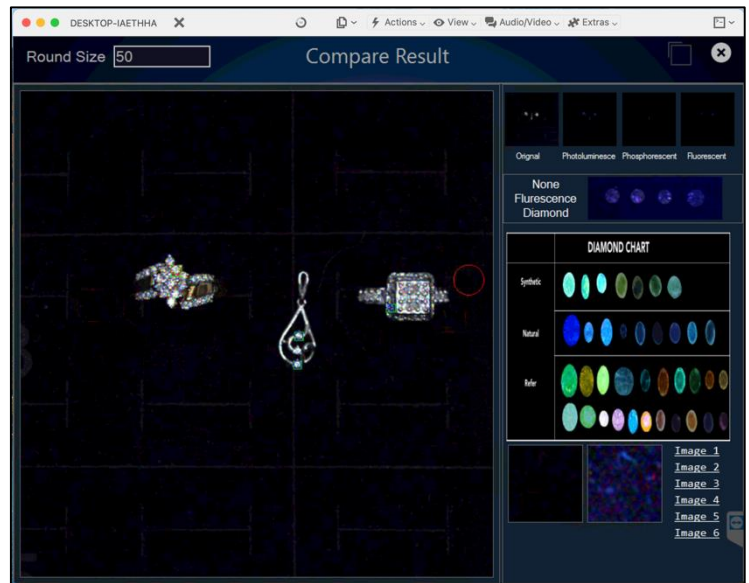 DESKTOP-IAETHHA
Actions View Audio/Video Extras
Round Size 50
Compare Result
Orignal Photoluminesce Phosphorescent Fluorescent
None
Flurescence
Diamond
DIAMOND CHART
Synthetic
Natural
Refer
Image 1
Image 2
Image 3
Image 4
Image 5
Image 6